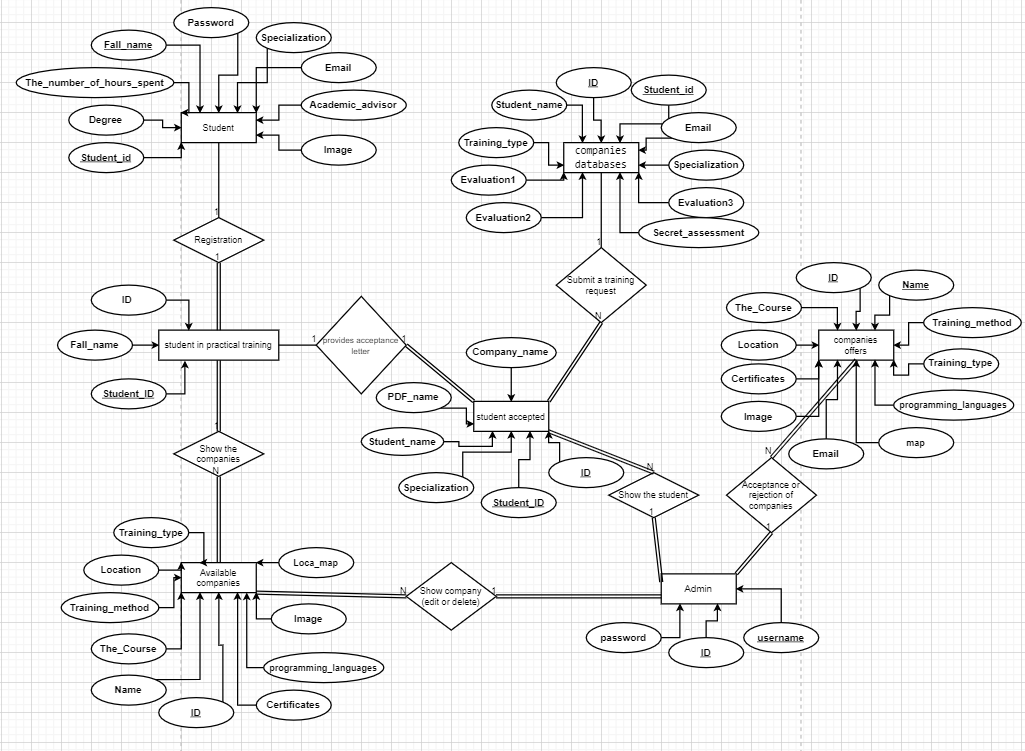 Password
Fall_name
Specialization
The_number_of_hours_spent
Email
Degree
Academic_advisor
Student
Student_id
Image
1
Registration
1
ID
Student_id
Student_name
Email
Training_type
companies
databases
Specialization
Evaluation1
Evaluation3
Evaluation2
Secret_assessment
1
Submit a training
request
N
ID
Name
The_Course
Training_method
Location
companies
offers
Training_type
Certificates
Image
programming_languages
Email
map
N
Acceptance or
rejection of
companies
1
ID
Fall_name
student in practical training
Student_ID
1
provides acceptance
letter
1
Company_name
PDF_name
student accepted
Student_name
Specialization
Student_ID
ID
N
Show the student
1
1
Show the
companies
N
Training_type
Location
Loca_map
Available
companies
Training_method
Image
The_Course
programming_languages
Name
ID
Certificates
N
Show company
(edit or delete)
1
Admin
password
ID
username